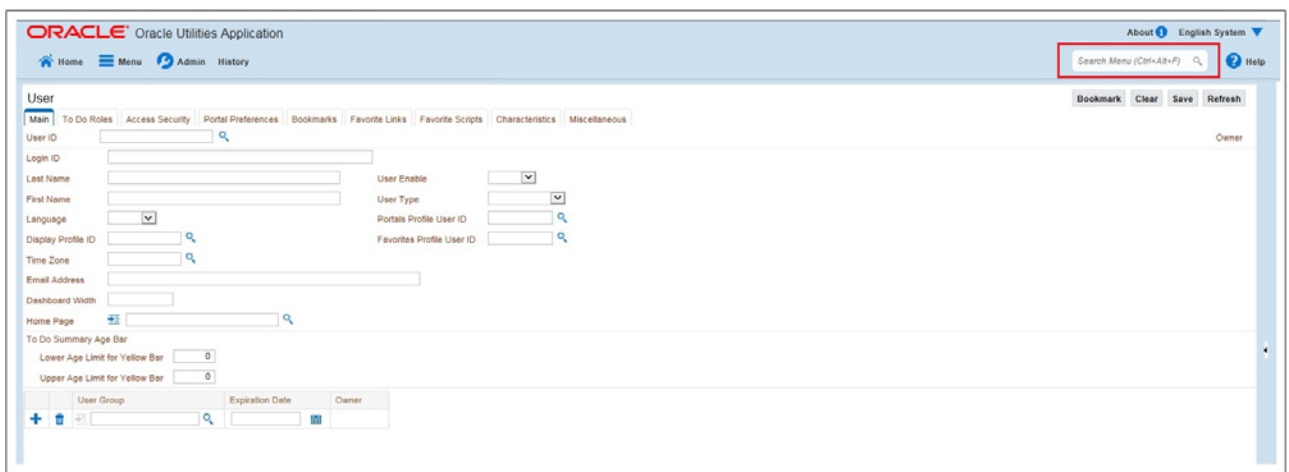 ORACLE® Oracle Utilities Application
About English System
Home Menu Admin History
Search Menu (Ctrl+Alt+F)
Help
User
Bookmark Clear Save Refresh
Main To Do Roles Access Security Portal Preferences Bookmarks Favorite Links Favorite Scripts Characteristics Miscellaneous
User ID Owner
Login ID
Last Name User Enable
First Name User Type
Language Portals Profile User ID
Display Profile ID Favorites Profile User ID
Time Zone
Email Address
Dashboard Width
Home Page
To Do Summary Age Bar
Lower Age Limit for Yellow Bar 0
Upper Age Limit for Yellow Bar 0
User Group Expiration Date Owner